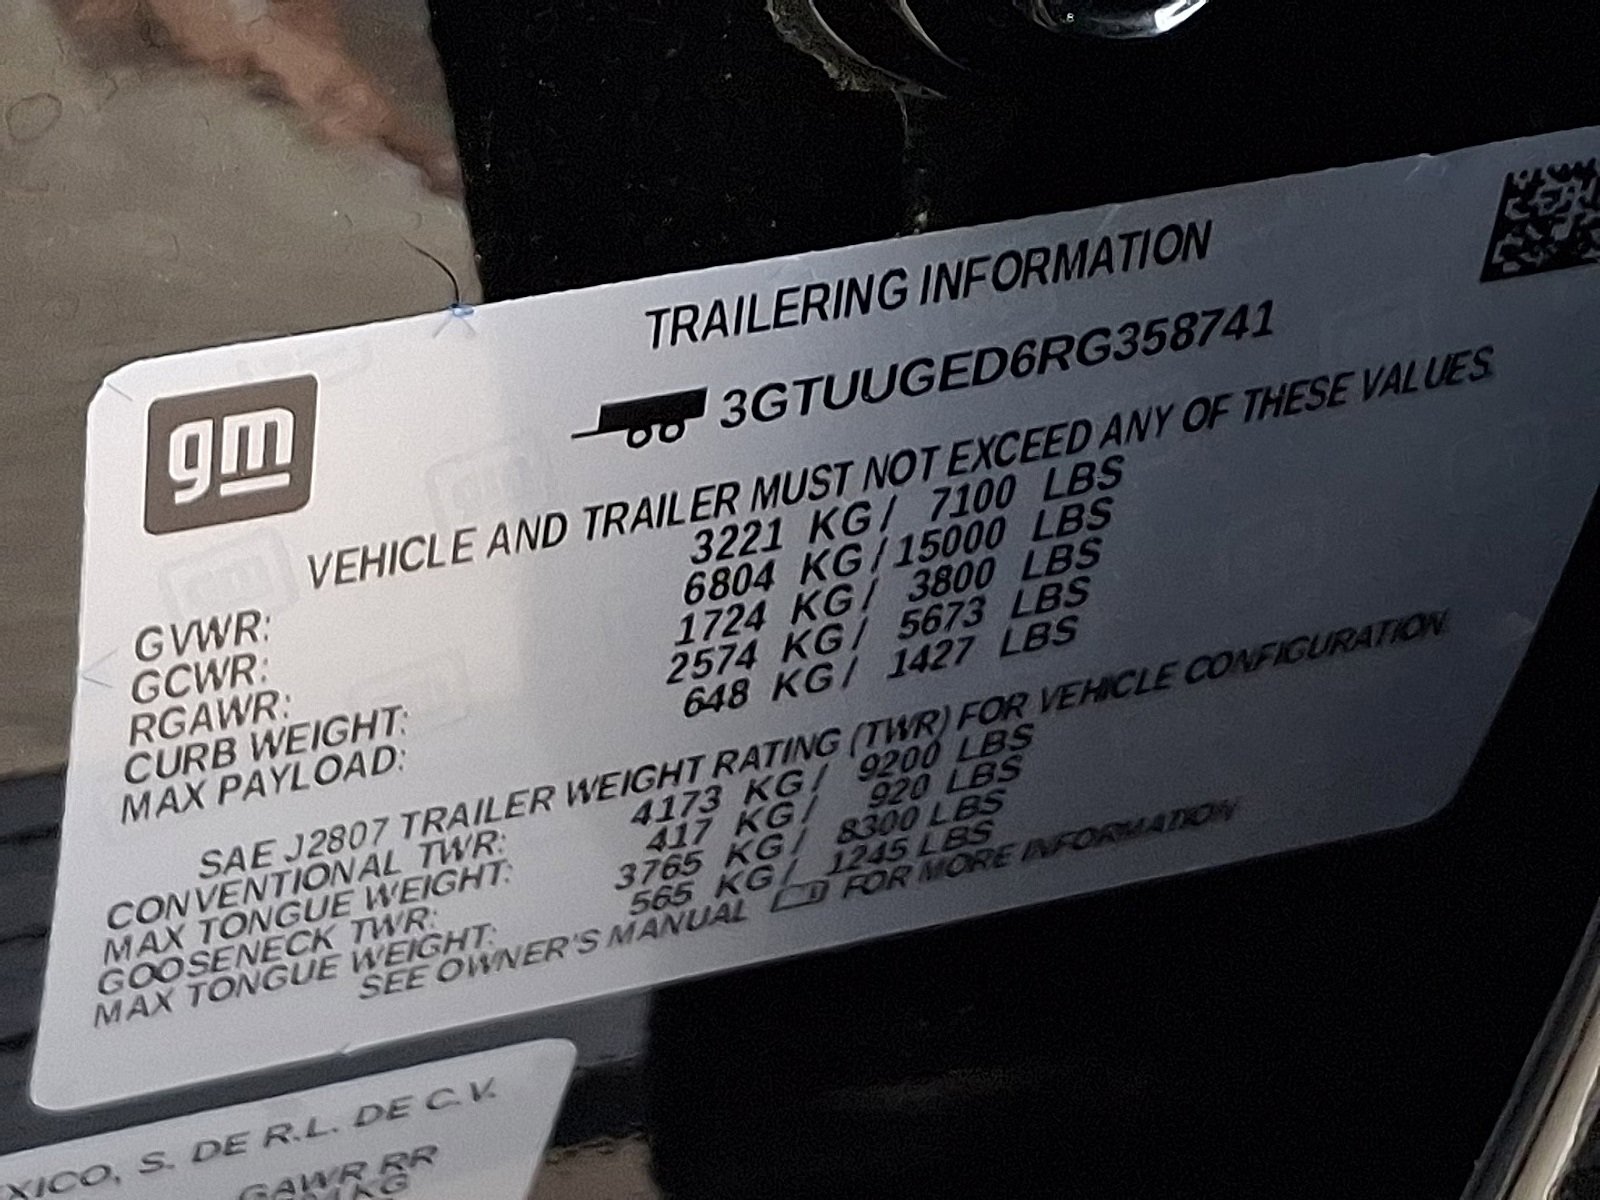 TRAILERING INFORMATION
3GTUUGED6RG358741
gm
VEHICLE AND TRAILER MUST NOT EXCEED ANY OF THESE VALUES
GVWR: 3221 KG / 7100 LBS
GCWR: 6804 KG / 15000 LBS
RGAWR: 1724 KG / 3800 LBS
CURB WEIGHT: 2574 KG / 5673 LBS
MAX PAYLOAD: 648 KG / 1427 LBS
SAE J2807 TRAILER WEIGHT RATING (TWR) FOR VEHICLE CONFIGURATION
CONVENTIONAL TWR: 4173 KG / 9200 LBS
MAX TONGUE WEIGHT: 417 KG / 920 LBS
GOOSENECK TWR: 3765 KG / 8300 LBS
MAX TONGUE WEIGHT: 565 KG / 1245 LBS
SEE OWNER'S MANUAL FOR MORE INFORMATION
XICO, S. DE R.L. DE C.V.
GAWR RR
KG